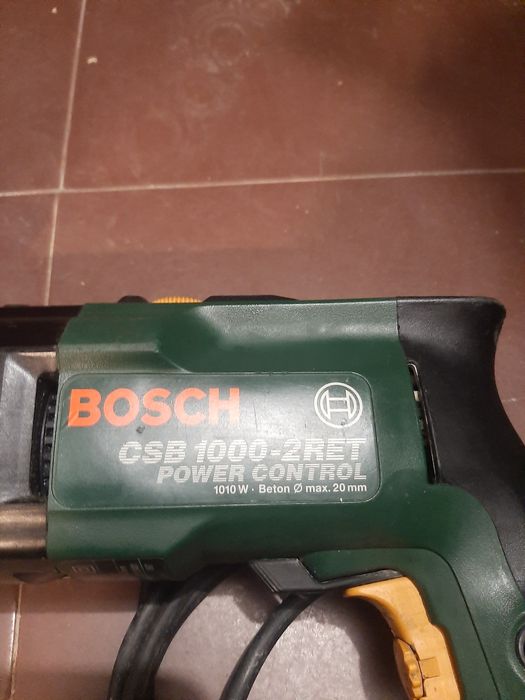 BOSCH
CSB 1000-2RET
POWER CONTROL
1010 W · Beton Ø max. 20 mm